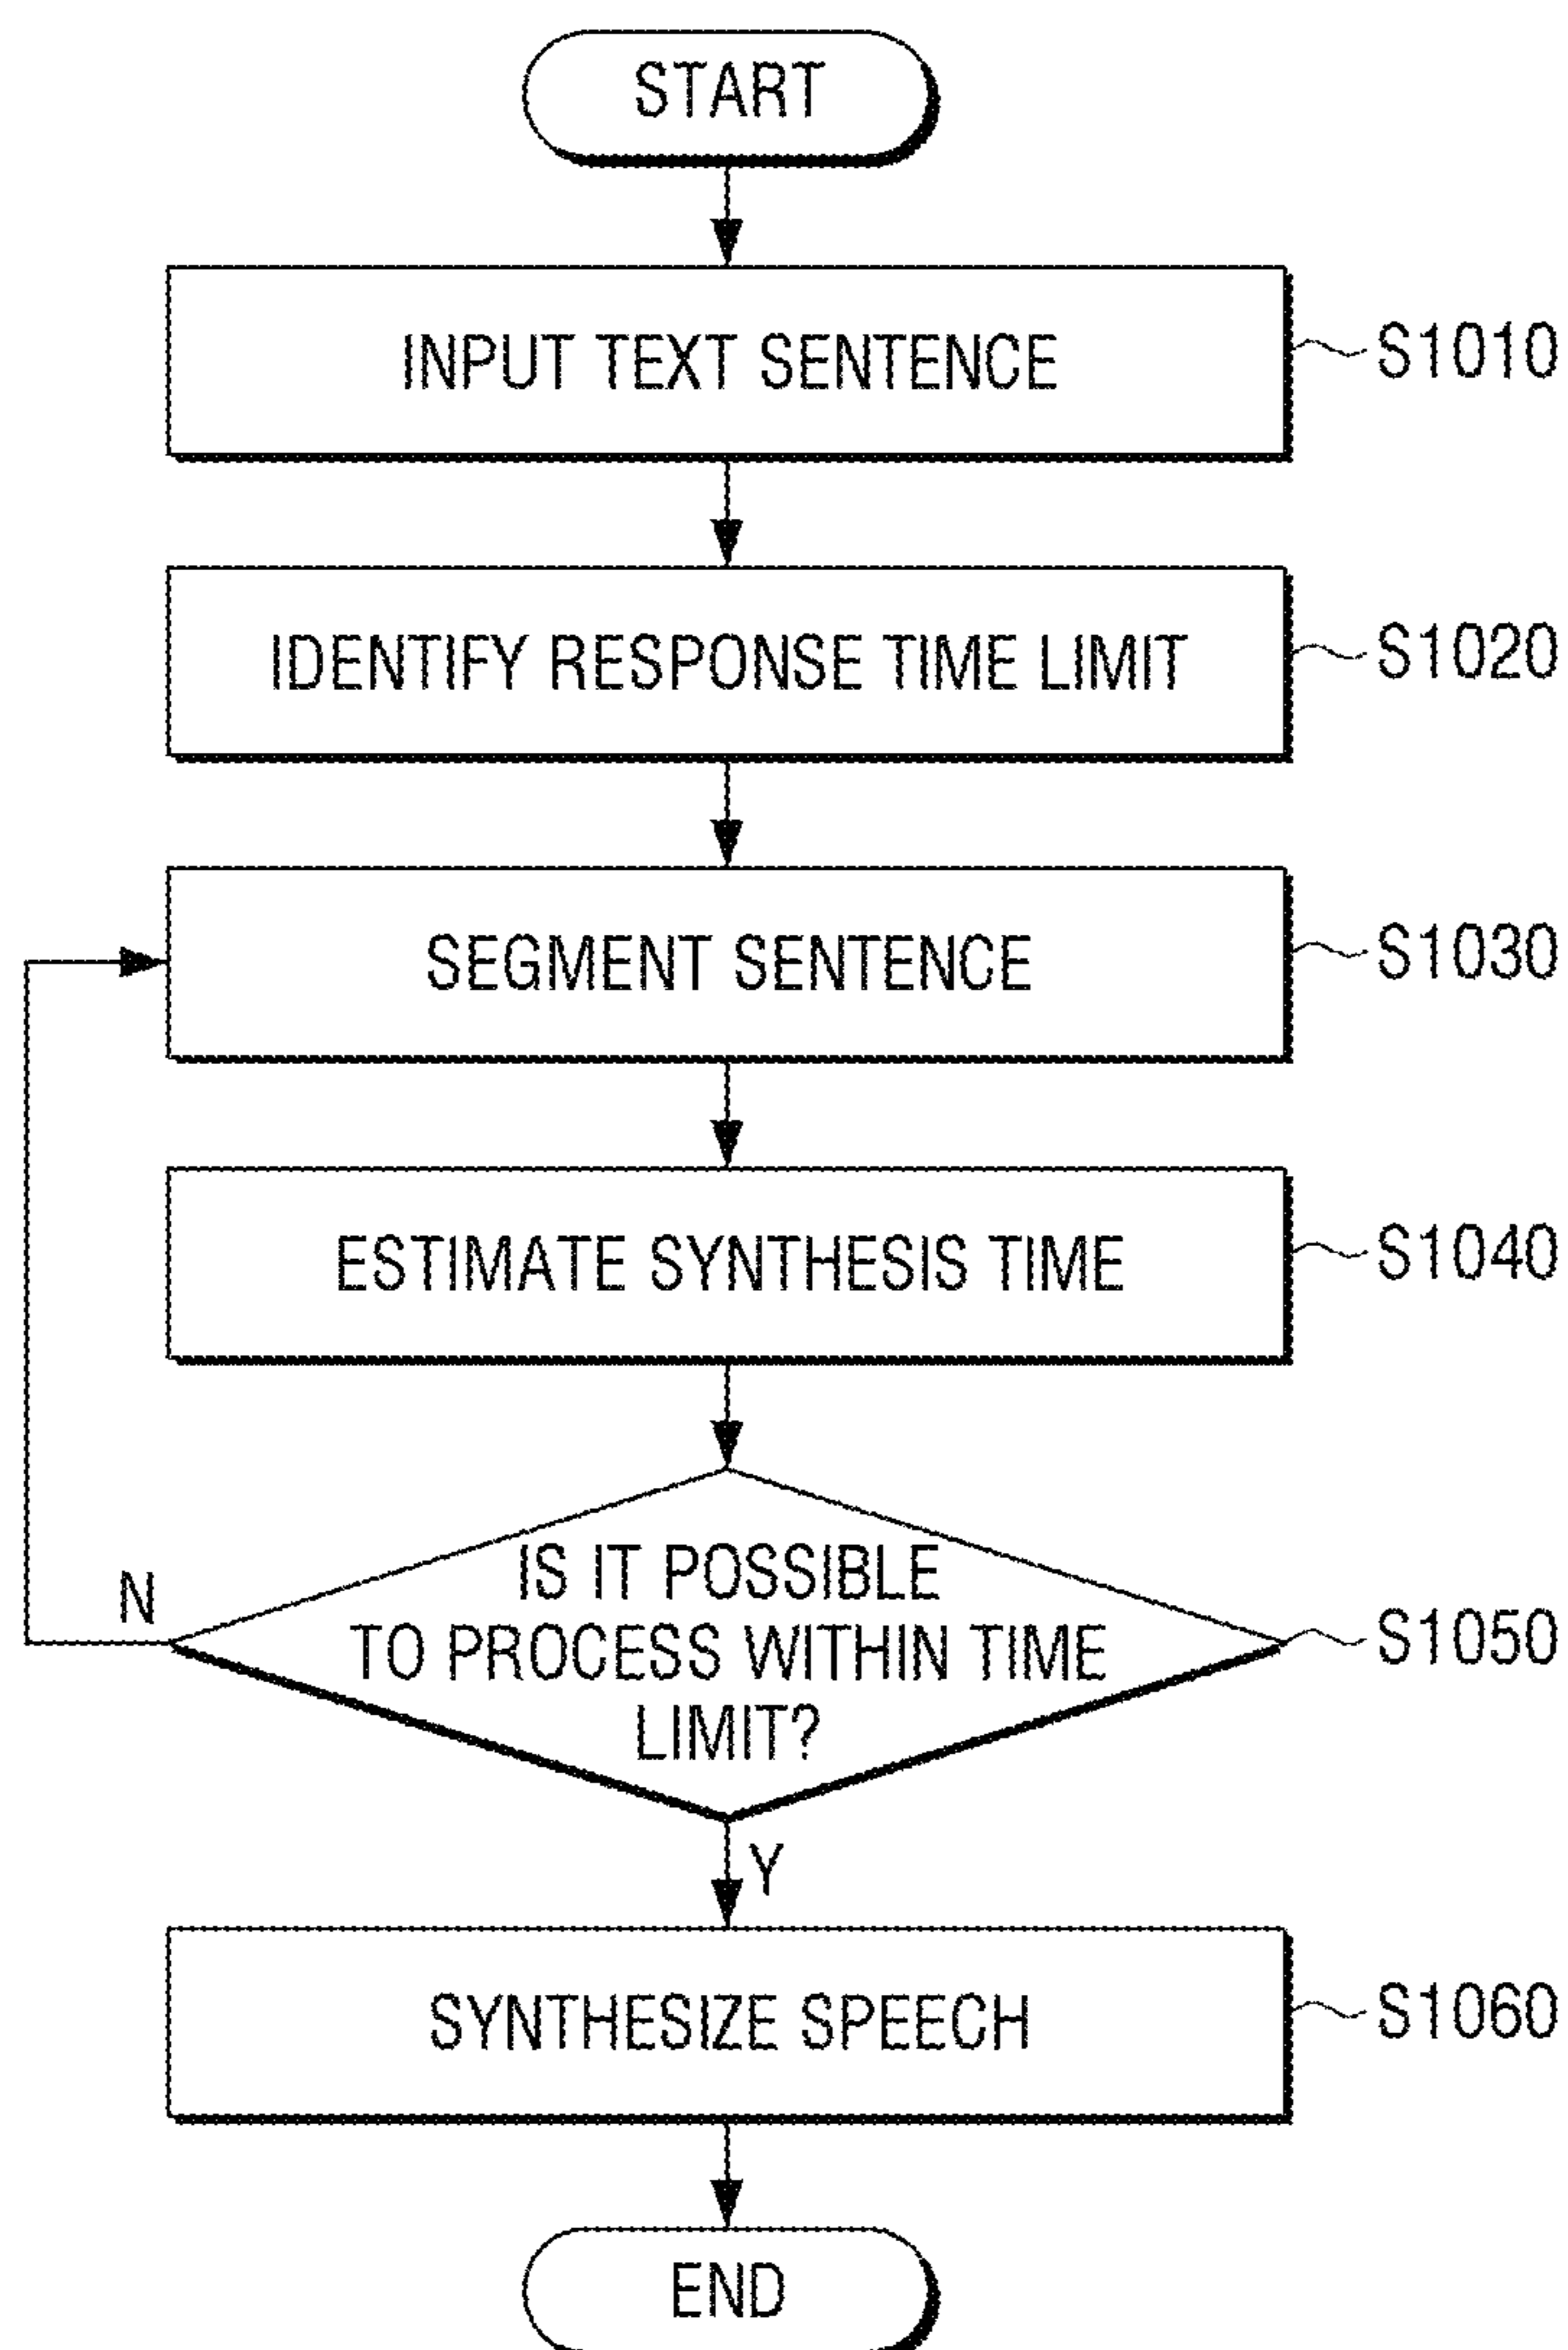 START
INPUT TEXT SENTENCE
S1010
IDENTIFY RESPONSE TIME LIMIT
S1020
SEGMENT SENTENCE
S1030
ESTIMATE SYNTHESIS TIME
S1040
IS IT POSSIBLE
TO PROCESS WITHIN TIME
LIMIT?
S1050
N
Y
SYNTHESIZE SPEECH
S1060
END